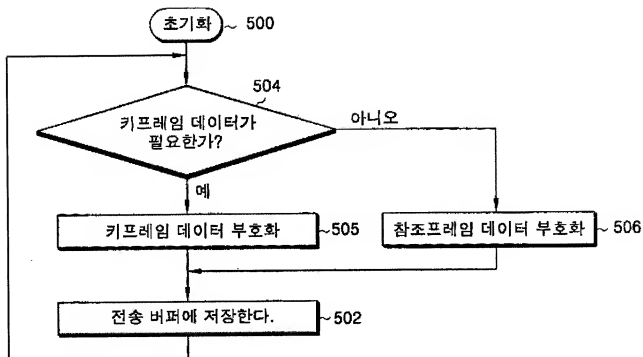 초기화
500
504
키프레임 데이터가
필요한가?
아니오
예
키프레임 데이터 부호화
505
참조프레임 데이터 부호화
506
전송 버퍼에 저장한다.
502